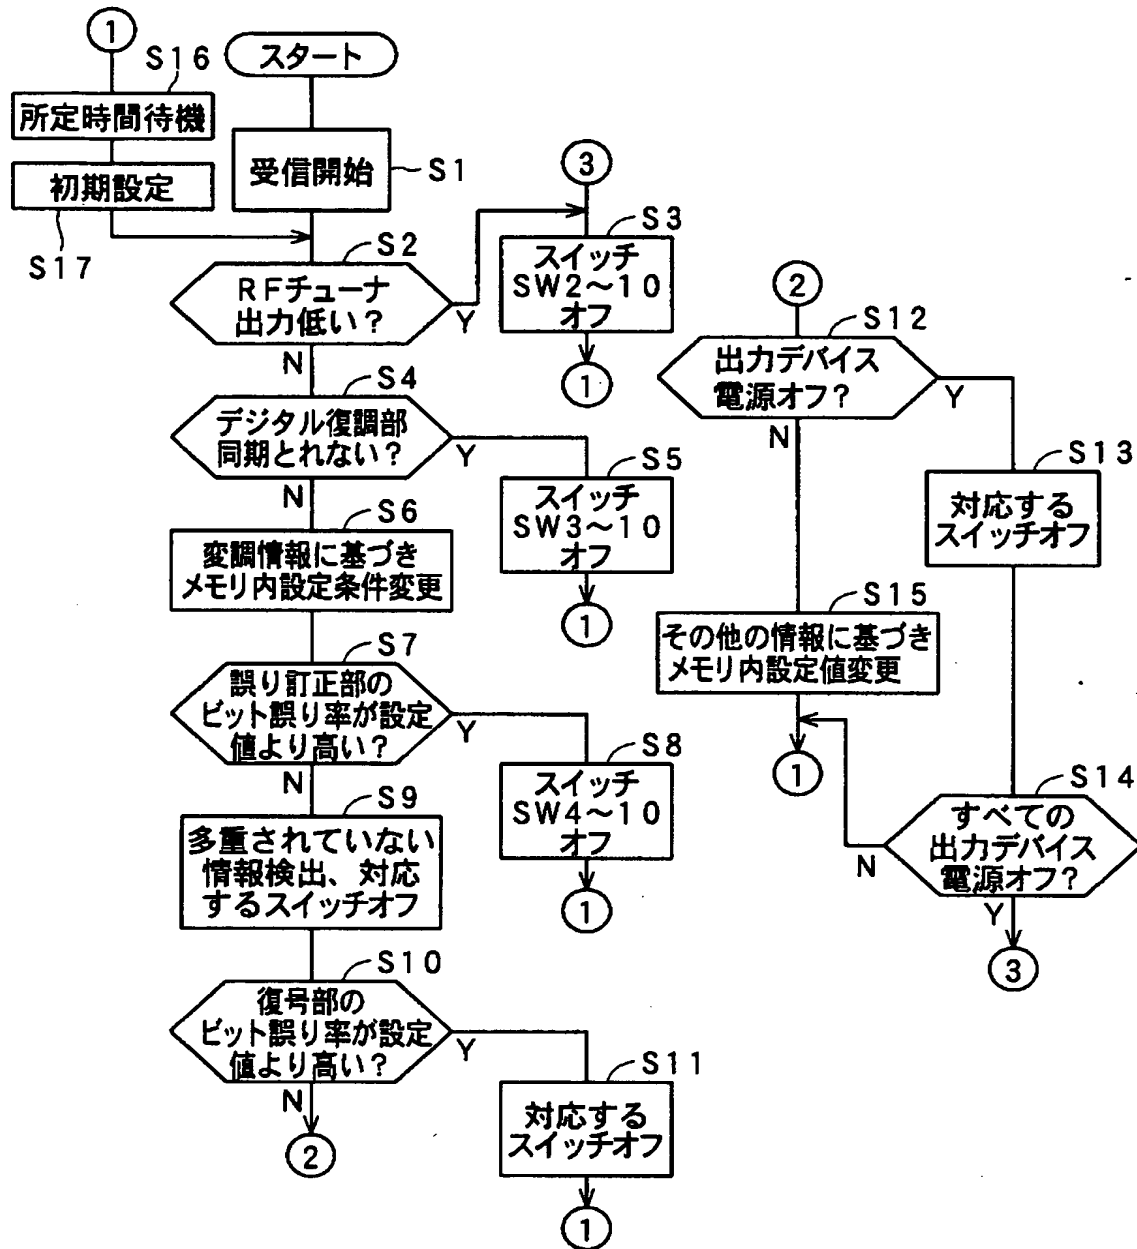 ①
S16
所定時間待機
初期設定
S17
スタート
受信開始
S1
S2
RFチューナ
出力低い？
Y
N
③
S3
スイッチ
SW2～10
オフ
①
S4
デジタル復調部
同期とれない？
Y
N
S5
スイッチ
SW3～10
オフ
①
S6
変調情報に基づき
メモリ内設定条件変更
S7
誤り訂正部の
ビット誤り率が設定
値より高い？
Y
N
S8
スイッチ
SW4～10
オフ
①
S9
多重されていない
情報検出、対応
するスイッチオフ
S10
復号部の
ビット誤り率が設定
値より高い？
Y
N
②
S11
対応する
スイッチオフ
①
②
S12
出力デバイス
電源オフ？
Y
N
S13
対応する
スイッチオフ
S15
その他の情報に基づき
メモリ内設定値変更
①
S14
すべての
出力デバイス
電源オフ？
N
Y
③